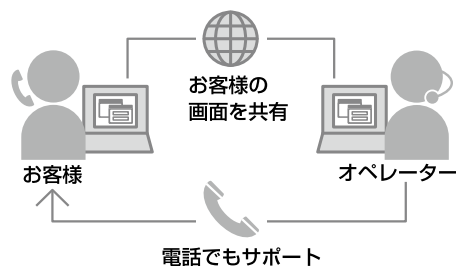 お客様の
画面を共有
お客様
オペレーター
電話でもサポート